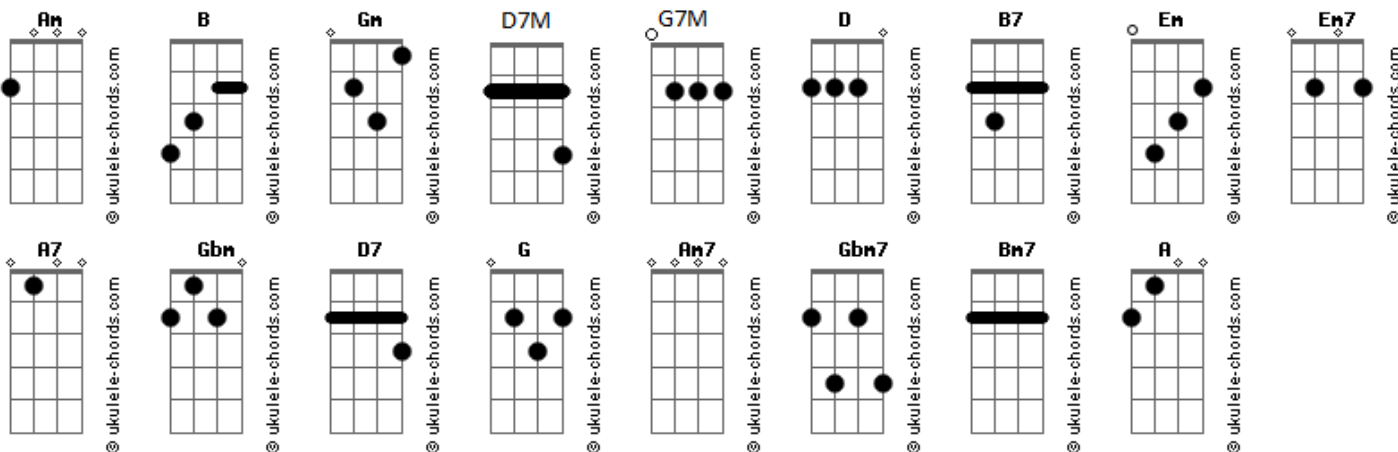 Am B Gm D7M G7M D B7 Em Em7
© ukulele-chords.com © ukulele-chords.com © ukulele-chords.com © ukulele-chords.com © ukulele-chords.com © ukulele-chords.com © ukulele-chords.com © ukulele-chords.com © ukulele-chords.com
A7 Gbm D7 G Am7 Gbm7 Bm7 A
© ukulele-chords.com © ukulele-chords.com © ukulele-chords.com © ukulele-chords.com © ukulele-chords.com © ukulele-chords.com © ukulele-chords.com © ukulele-chords.com